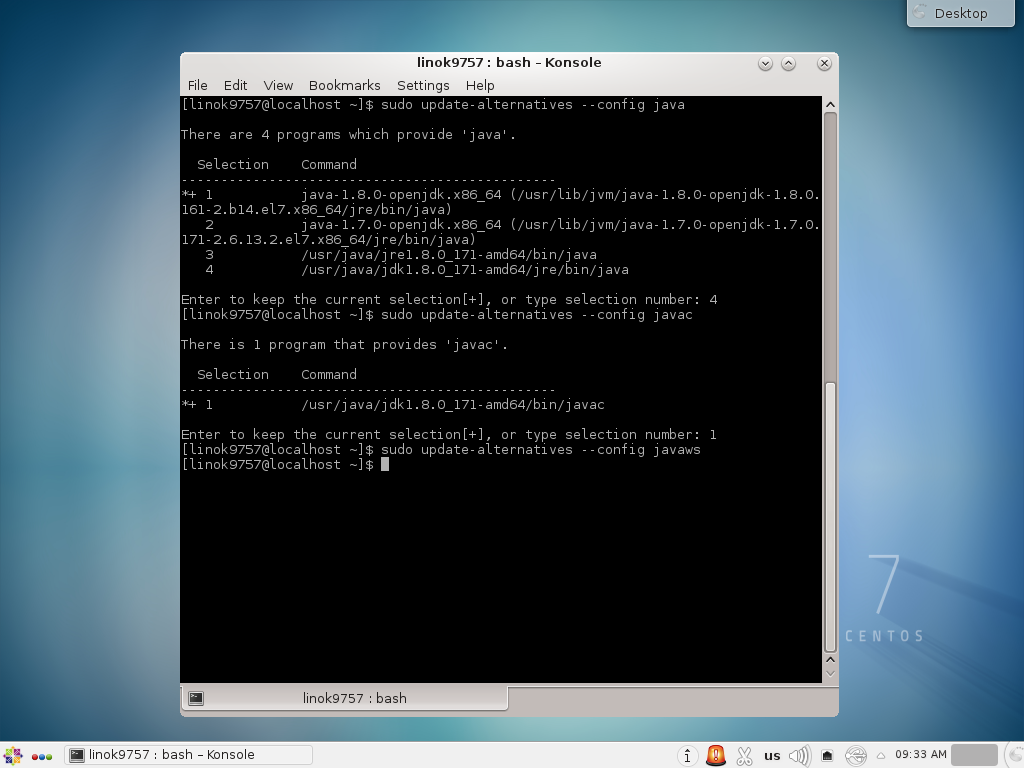 Desktop
linok9757 : bash – Konsole
File Edit View Bookmarks Settings Help
[linok9757@localhost ~]$ sudo update-alternatives --config java
There are 4 programs which provide 'java'.
  Selection    Command
-----------------------------------------------
*+ 1           java-1.8.0-openjdk.x86_64 (/usr/lib/jvm/java-1.8.0-openjdk-1.8.0.
161-2.b14.el7.x86_64/jre/bin/java)
   2           java-1.7.0-openjdk.x86_64 (/usr/lib/jvm/java-1.7.0-openjdk-1.7.0.
171-2.6.13.2.el7.x86_64/jre/bin/java)
   3           /usr/java/jre1.8.0_171-amd64/bin/java
   4           /usr/java/jdk1.8.0_171-amd64/jre/bin/java
Enter to keep the current selection[+], or type selection number: 4
[linok9757@localhost ~]$ sudo update-alternatives --config javac
There is 1 program that provides 'javac'.
  Selection    Command
-----------------------------------------------
*+ 1           /usr/java/jdk1.8.0_171-amd64/bin/javac
Enter to keep the current selection[+], or type selection number: 1
[linok9757@localhost ~]$ sudo update-alternatives --config javaws
[linok9757@localhost ~]$
7
CENTOS
linok9757 : bash
linok9757 : bash – Konsole
us
09:33 AM